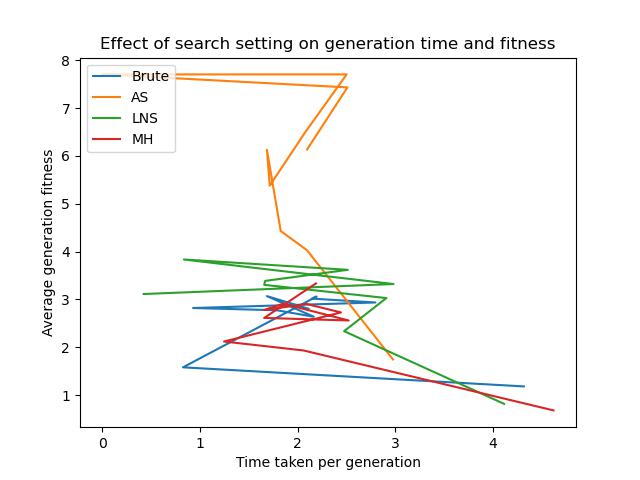 Effect of search setting on generation time and fitness
Average generation fitness
8
7
6
5
4
3
2
1
Brute
AS
LNS
MH
0 1 2 3 4
Time taken per generation